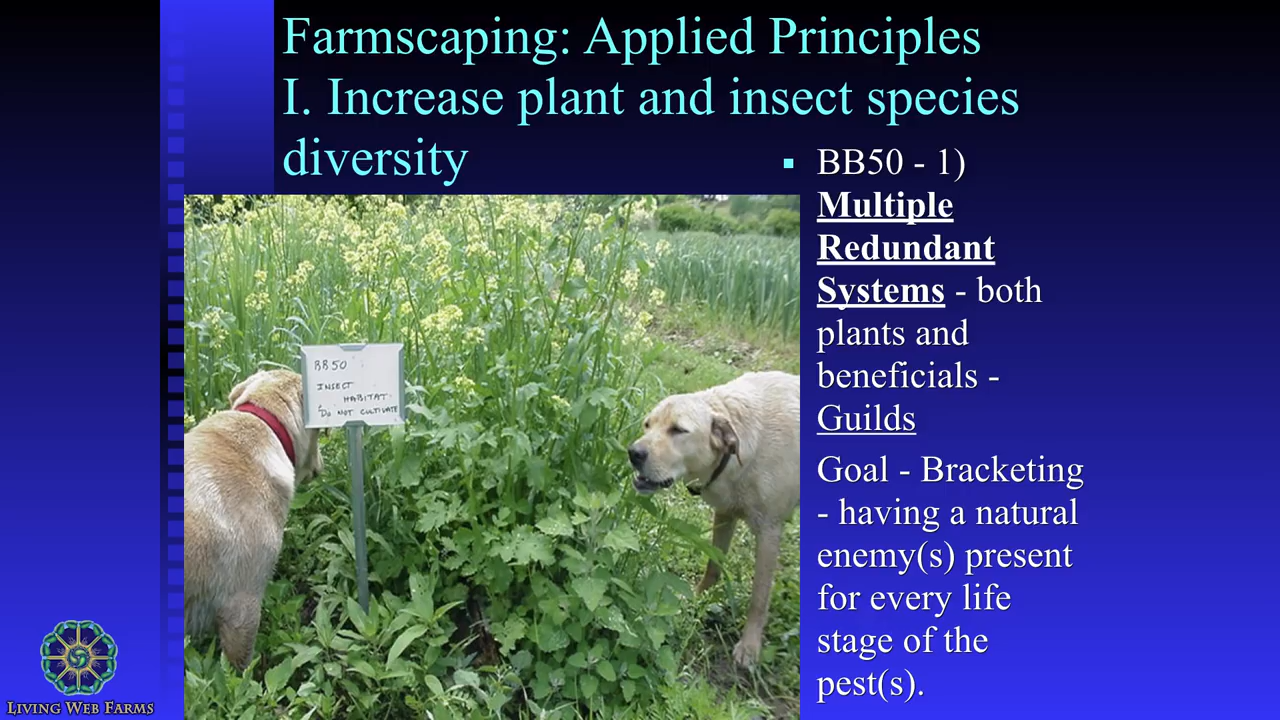 Farmscaping: Applied Principles
I. Increase plant and insect species
diversity
BB50 - 1)
Multiple
Redundant
Systems - both
plants and
beneficials -
Guilds
Goal - Bracketing
- having a natural
enemy(s) present
for every life
stage of the
pest(s).
BB50
INSECT
HABITAT
DO NOT CULTIVATE
LIVING WEB FARMS